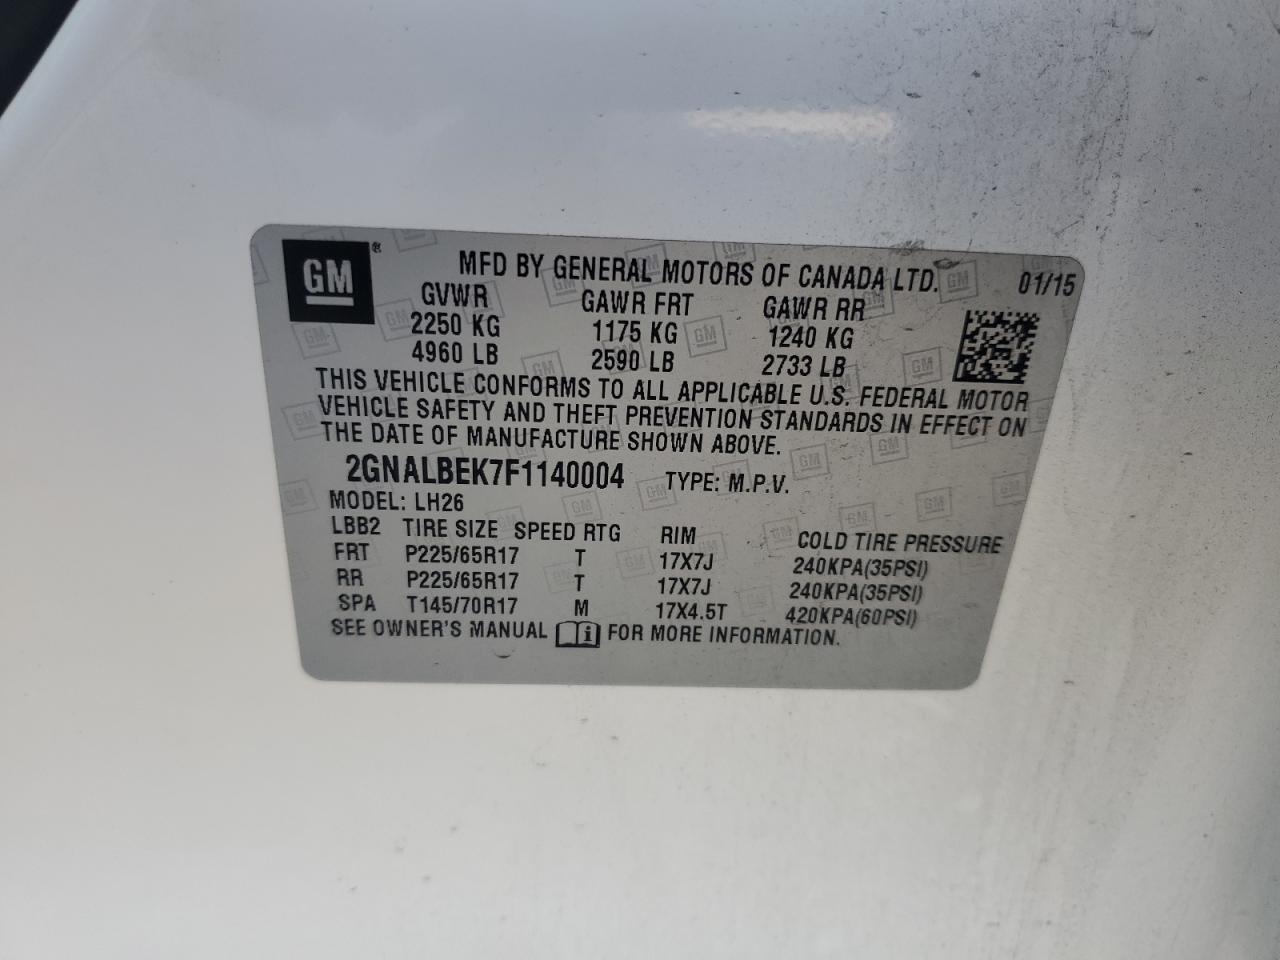 GM®
MFD BY GENERAL MOTORS OF CANADA LTD. 01/15
GVWR GAWR FRT GAWR RR
2250 KG 1175 KG 1240 KG
4960 LB 2590 LB 2733 LB
THIS VEHICLE CONFORMS TO ALL APPLICABLE U.S. FEDERAL MOTOR
VEHICLE SAFETY AND THEFT PREVENTION STANDARDS IN EFFECT ON
THE DATE OF MANUFACTURE SHOWN ABOVE.
2GNALBEK7F1140004 TYPE: M.P.V.
MODEL: LH26
LBB2 TIRE SIZE SPEED RTG RIM COLD TIRE PRESSURE
FRT P225/65R17 T 17X7J 240KPA(35PSI)
RR P225/65R17 T 17X7J 240KPA(35PSI)
SPA T145/70R17 M 17X4.5T 420KPA(60PSI)
SEE OWNER'S MANUAL i FOR MORE INFORMATION.